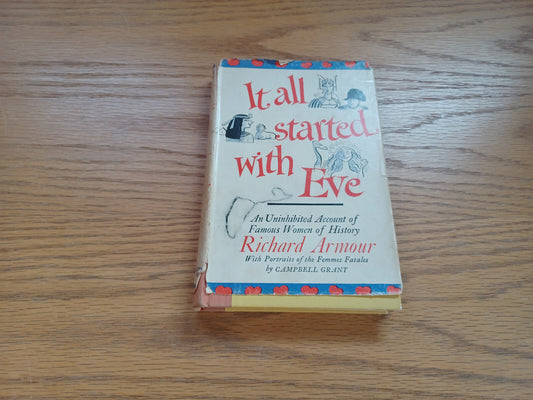 It all
started
with
Eve
An Uninhibited Account of
Famous Women of History
Richard Armour
With Portraits of the Femmes Fatales
by CAMPBELL GRANT